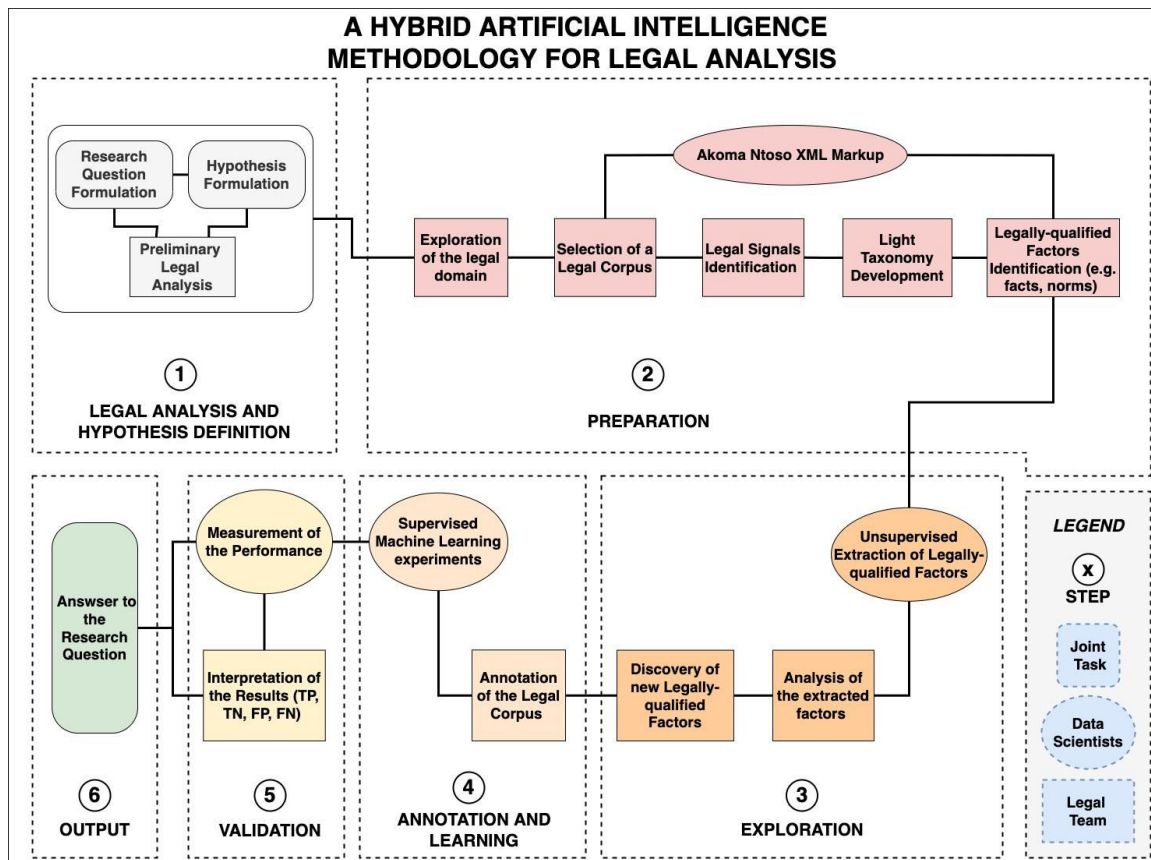 A HYBRID ARTIFICIAL INTELLIGENCE
METHODOLOGY FOR LEGAL ANALYSIS
Research
Question
Formulation
Hypothesis
Formulation
Preliminary
Legal
Analysis
1
LEGAL ANALYSIS AND
HYPOTHESIS DEFINITION
Akoma Ntoso XML Markup
Exploration
of the legal
domain
Selection of a
Legal Corpus
Legal Signals
Identification
Light
Taxonomy
Development
Legally-qualified
Factors
Identification (e.g.
facts, norms)
2
PREPARATION
Unsupervised
Extraction of Legally-
qualified Factors
Discovery of
new Legally-
qualified
Factors
Analysis of
the extracted
factors
3
EXPLORATION
Supervised
Machine Learning
experiments
Annotation
of the Legal
Corpus
4
ANNOTATION AND
LEARNING
Measurement of
the Performance
Interpretation of
the Results (TP,
TN, FP, FN)
5
VALIDATION
Answser to
the
Research
Question
6
OUTPUT
LEGEND
X
STEP
Joint
Task
Data
Scientists
Legal
Team